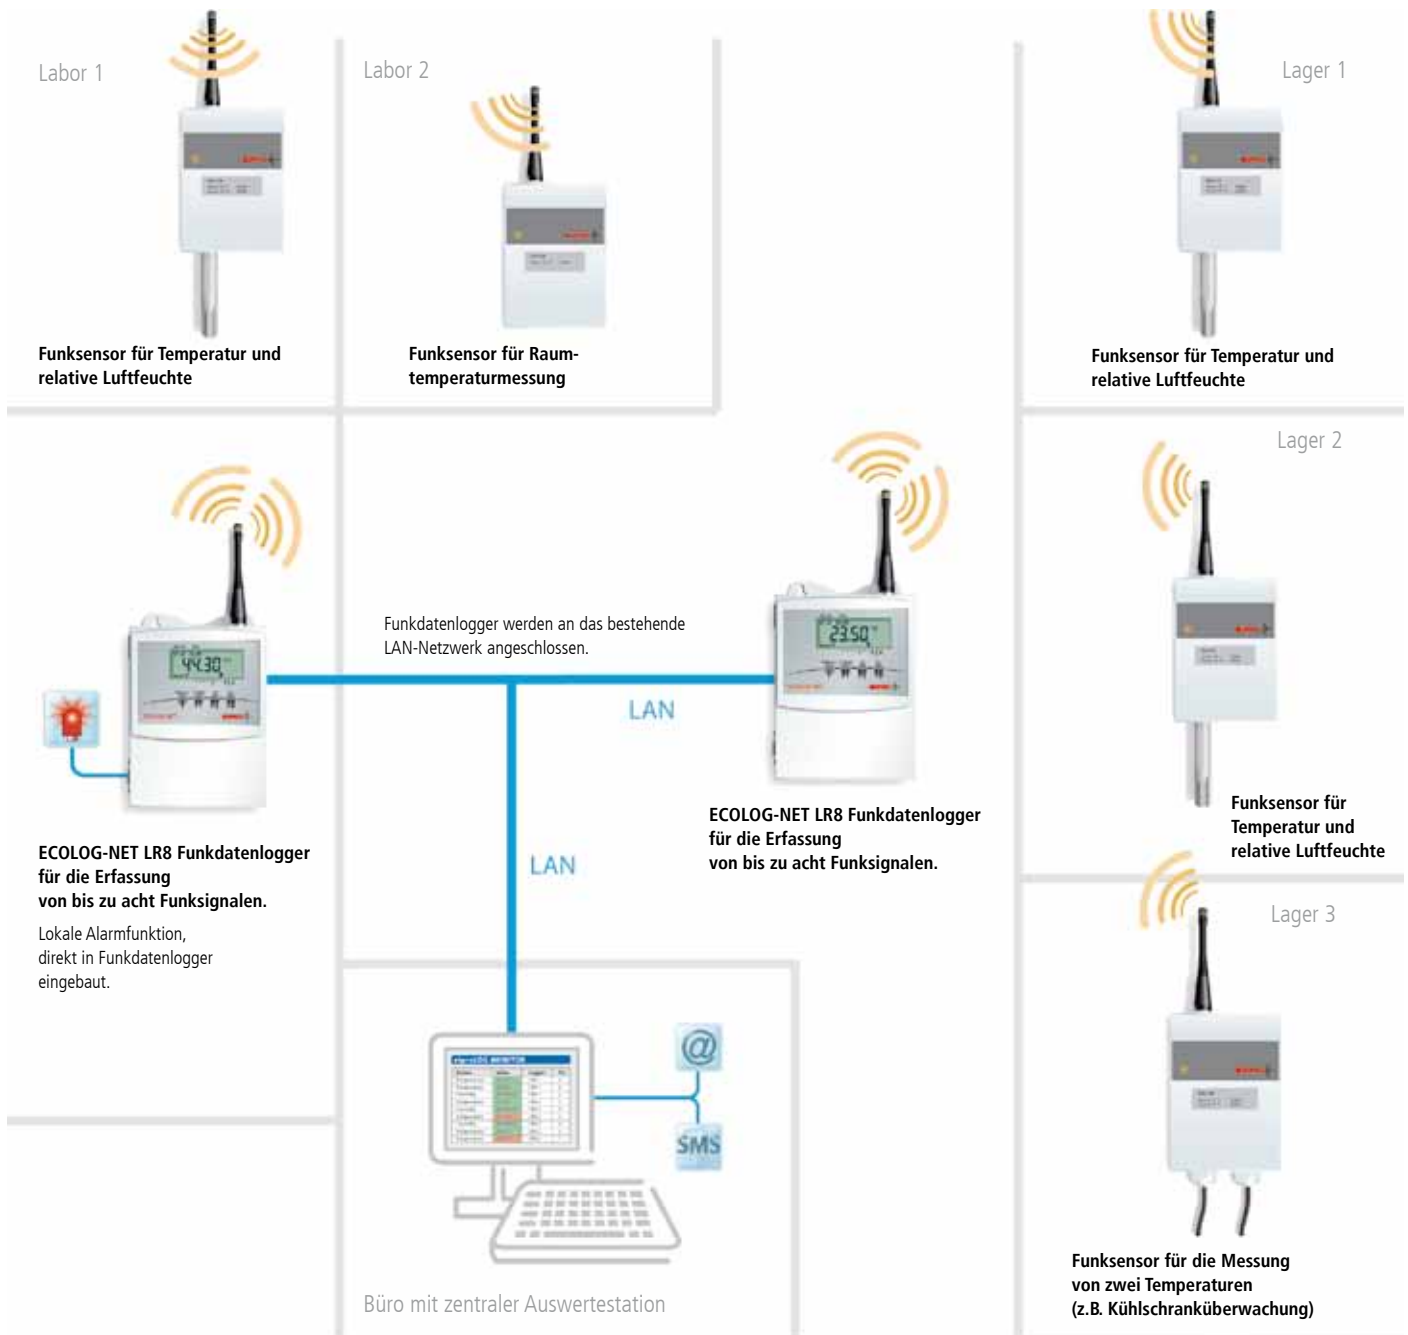 Labor 1
Labor 2
Lager 1
Funksensor für Temperatur und
relative Luftfeuchte
Funksensor für Raum-
temperaturmessung
Funksensor für Temperatur und
relative Luftfeuchte
Lager 2
Funkdatenlogger werden an das bestehende
LAN-Netzwerk angeschlossen.
44.30
23.50
LAN
Funksensor für
Temperatur und
relative Luftfeuchte
ECOLOG-NET LR8 Funkdatenlogger
für die Erfassung
von bis zu acht Funksignalen.
ECOLOG-NET LR8 Funkdatenlogger
für die Erfassung
von bis zu acht Funksignalen.
Lokale Alarmfunktion,
direkt in Funkdatenlogger
eingebaut.
LAN
Lager 3
MONITOR
@
SMS
Funksensor für die Messung
von zwei Temperaturen
(z.B. Kühlschranküberwachung)
Büro mit zentraler Auswertestation